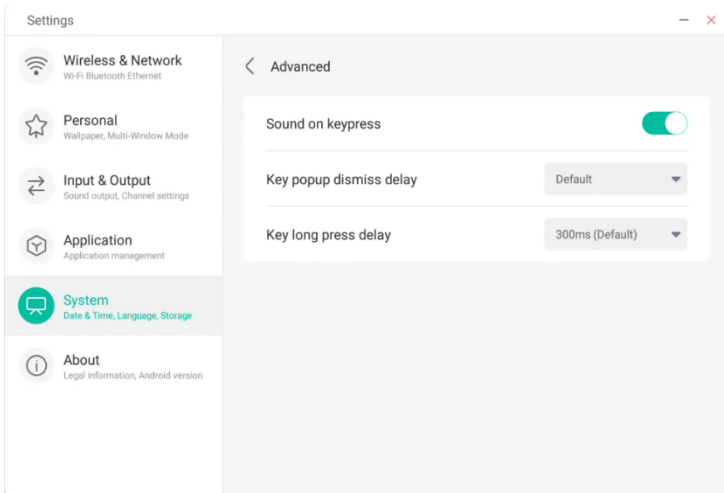 Settings
Wireless & Network
Wi-Fi Bluetooth Ethernet
Personal
Wallpaper, Multi-Window Mode
Input & Output
Sound output, Channel settings
Application
Application management
System
Date & Time, Language, Storage
About
Legal information, Android version
Advanced
Sound on keypress
Key popup dismiss delay
Default
Key long press delay
300ms (Default)